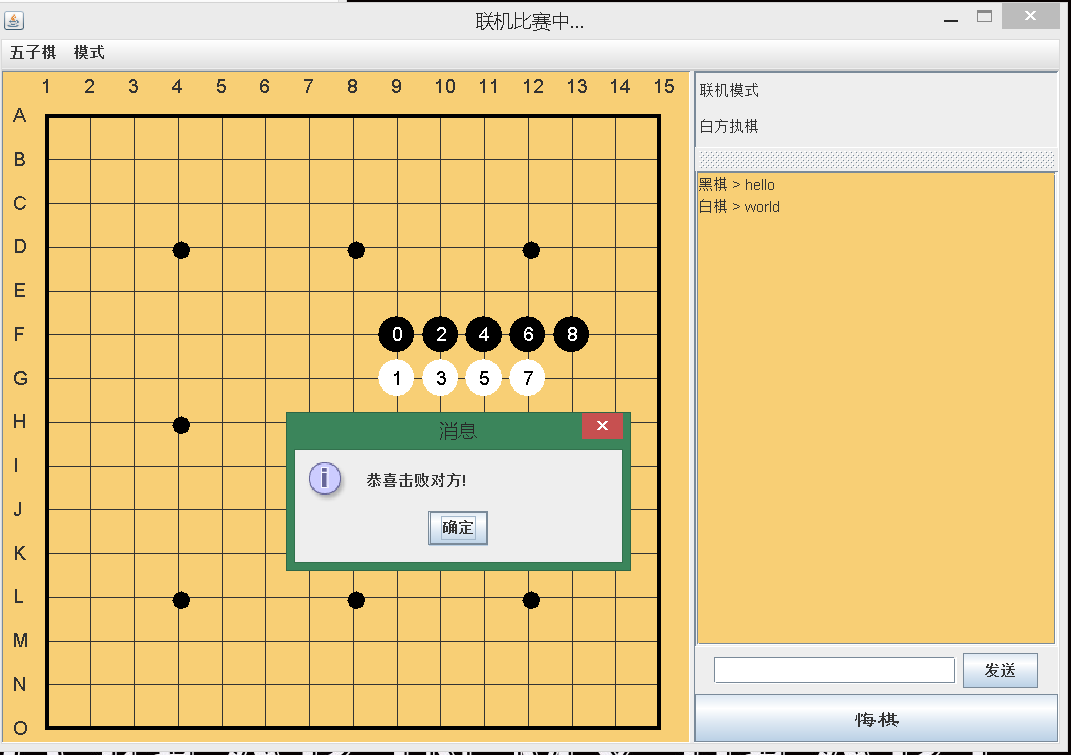 联机比赛中...
五子棋 模式
1 2 3 4 5 6 7 8 9 10 11 12 13 14 15
联机模式
A
白方执棋
B
黑棋 > hello
C
白棋 > world
D
E
F 0 2 4 6 8
G 1 3 5 7
H
消息
I
恭喜击败对方!
J
确定
K
L
M
发送
N
悔棋
O